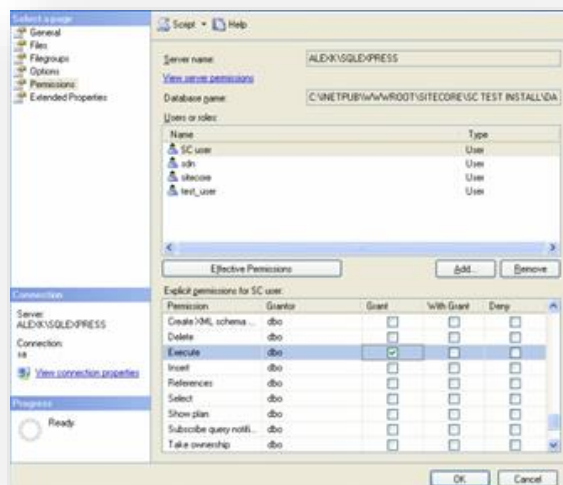 Select a page
General
Files
Filegroups
Options
Permissions
Extended Properties
Script Help
Server name: ALEXK\SQLEXPRESS
View server permissions
Database name: C:\INETPUB\WWWROOT\SITECORE\SC TEST INSTALL\DA
Users or roles:
Name Type
SC user User
sdn User
sitecore User
test_user User
Effective Permissions Add... Remove
Explicit permissions for SC user:
Permission Grantor Grant With Grant Deny
Create XML schema ... dbo
Delete dbo
Execute dbo
Insert dbo
References dbo
Select dbo
Show plan dbo
Subscribe query notifi... dbo
Take ownership dbo
Connection
Server:
ALEXK\SQLEXPRESS
Connection:
View connection properties
Progress
Ready
OK Cancel